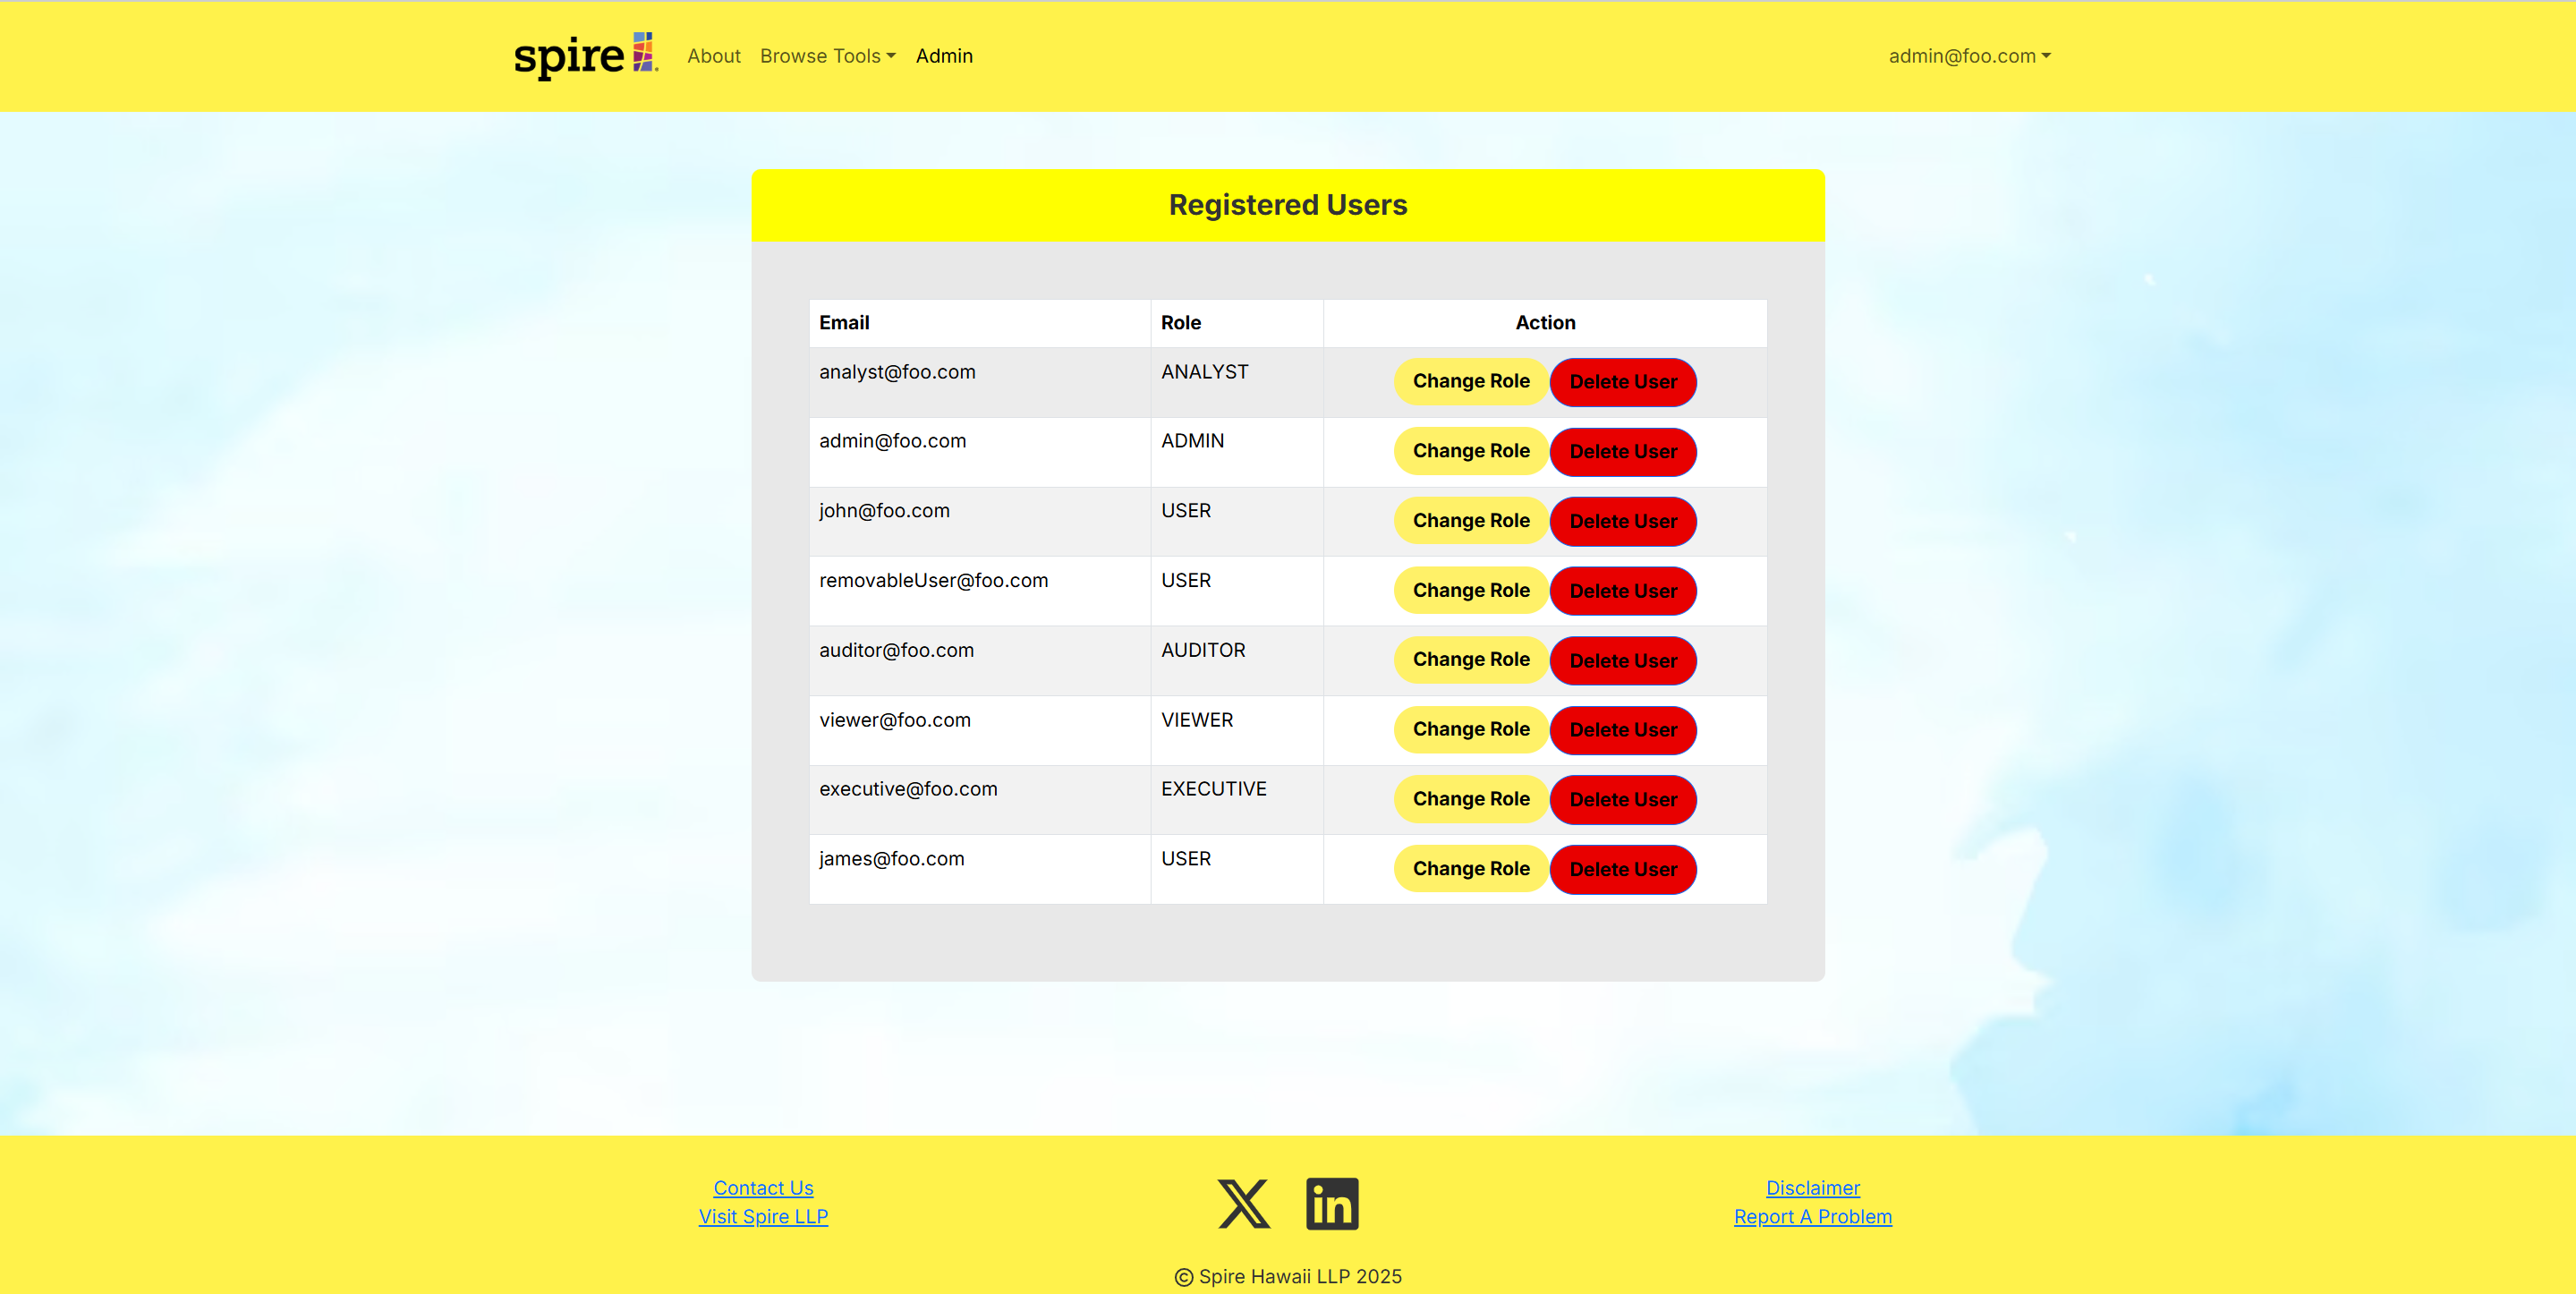 spire About Browse Tools Admin admin@foo.com
Registered Users
Email Role Action
analyst@foo.com ANALYST Change Role Delete User
admin@foo.com ADMIN Change Role Delete User
john@foo.com USER Change Role Delete User
removableUser@foo.com USER Change Role Delete User
auditor@foo.com AUDITOR Change Role Delete User
viewer@foo.com VIEWER Change Role Delete User
executive@foo.com EXECUTIVE Change Role Delete User
james@foo.com USER Change Role Delete User
Contact Us Disclaimer
Visit Spire LLP Report A Problem
© Spire Hawaii LLP 2025